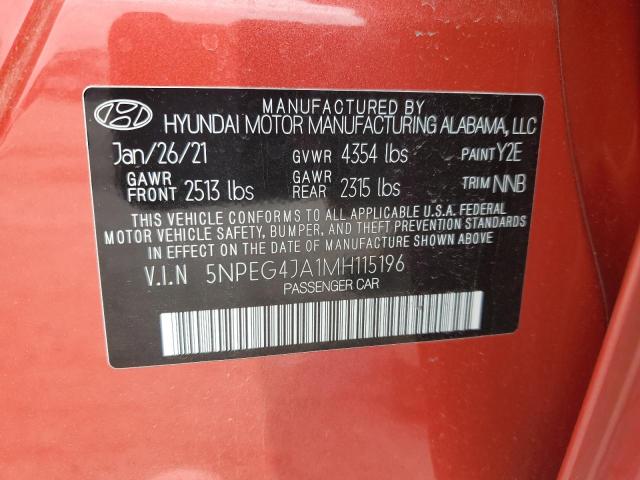 MANUFACTURED BY
HYUNDAI MOTOR MANUFACTURING ALABAMA, LLC
Jan/26/21 GVWR 4354 lbs PAINT Y2E
GAWR FRONT 2513 lbs GAWR REAR 2315 lbs TRIM NNB
THIS VEHICLE CONFORMS TO ALL APPLICABLE U.S.A. FEDERAL
MOTOR VEHICLE SAFETY, BUMPER, AND THEFT PREVENTION STANDARDS
IN EFFECT ON THE DATE OF MANUFACTURE SHOWN ABOVE.
V.I.N 5NPEG4JA1MH115196
PASSENGER CAR